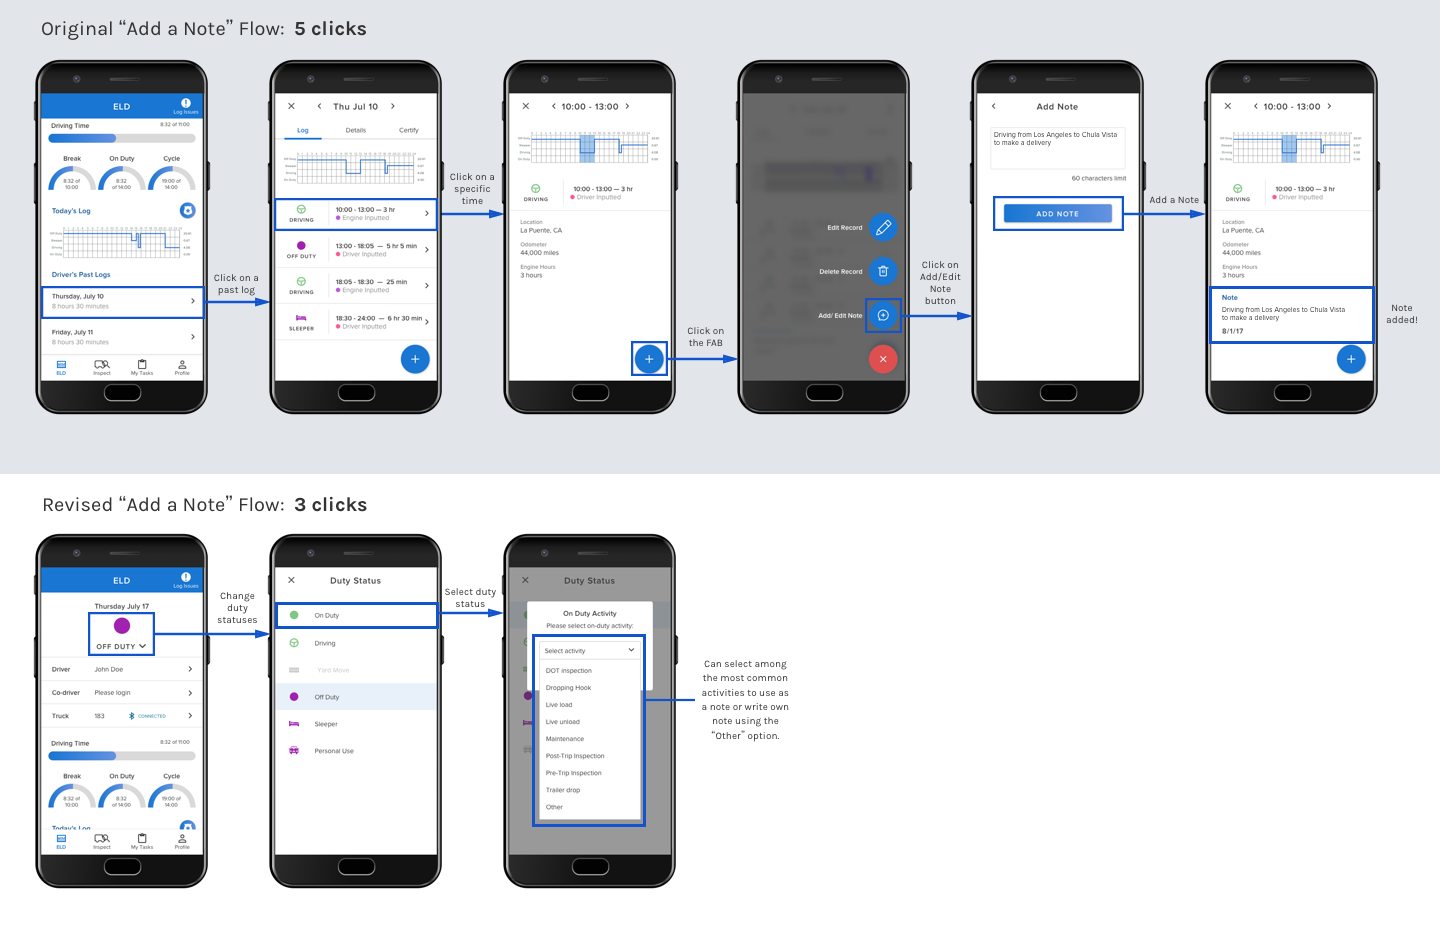 Original “Add a Note” Flow: 5 clicks
ELD
Log Issues
Driving Time
8:32 of 11:00
Break
On Duty
Cycle
8:32 of
10:00
8:32
of 14:00
19:00 of
14:00
Today's Log
Driver's Past Logs
Thursday, July 10
8 hours 30 minutes
Friday, July 11
8 hours 30 minutes
ELD
Inspect
My Tasks
Profile
Click on a
past log
Thu Jul 10
Log
Details
Certify
DRIVING
10:00 - 13:00 — 3 hr
Engine Inputted
OFF DUTY
13:00 - 18:05 — 5 hr 5 min
Driver Inputted
DRIVING
18:05 - 18:30 — 25 min
Engine Inputted
SLEEPER
18:30 - 24:00 — 6 hr 30 min
Driver Inputted
Click on a
specific
time
10:00 - 13:00
DRIVING
10:00 - 13:00 — 3 hr
Driver Inputted
Location
La Puente, CA
Odometer
44,000 miles
Engine Hours
3 hours
Click on
the FAB
Edit Record
Delete Record
Add/ Edit Note
Click on
Add/Edit
Note
button
Add Note
Driving from Los Angeles to Chula Vista
to make a delivery
60 characters limit
ADD NOTE
Add a Note
10:00 - 13:00
DRIVING
10:00 - 13:00 — 3 hr
Driver Inputted
Location
La Puente, CA
Odometer
44,000 miles
Engine Hours
3 hours
Note
Driving from Los Angeles to Chula Vista
to make a delivery
8/1/17
Note
added!
Revised “Add a Note” Flow: 3 clicks
ELD
Log Issues
Thursday July 17
OFF DUTY
Driver John Doe
Co-driver Please login
Truck 183 CONNECTED
Driving Time
8:32 of 11:00
Break
On Duty
Cycle
8:32 of
10:00
8:32
of 14:00
19:00 of
14:00
Today's Log
ELD
Inspect
My Tasks
Profile
Change
duty
statuses
Duty Status
On Duty
Driving
Yard Move
Off Duty
Sleeper
Personal Use
Select duty
status
Duty Status
On Duty Activity
Please select on-duty activity:
Select activity
DOT inspection
Dropping Hook
Live load
Live unload
Maintenance
Post-Trip Inspection
Pre-Trip Inspection
Trailer drop
Other
Can select among
the most common
activities to use as
a note or write own
note using the
“Other” option.